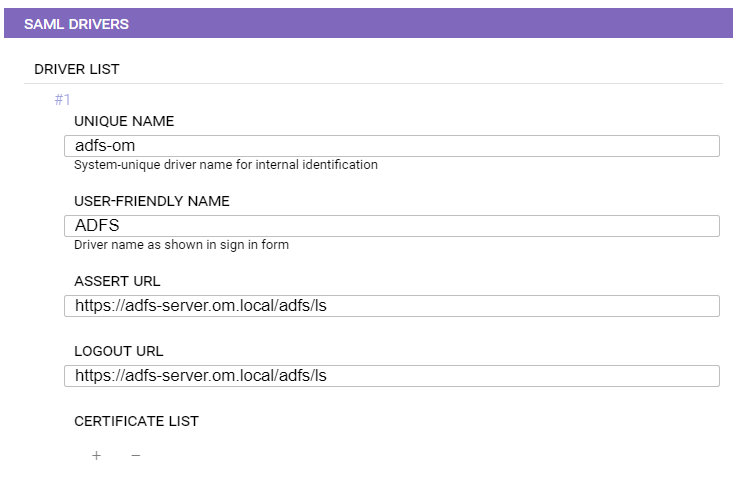 SAML DRIVERS
DRIVER LIST
#1
UNIQUE NAME
adfs-om
System-unique driver name for internal identification
USER-FRIENDLY NAME
ADFS
Driver name as shown in sign in form
ASSERT URL
https://adfs-server.om.local/adfs/ls
LOGOUT URL
https://adfs-server.om.local/adfs/ls
CERTIFICATE LIST
+ −